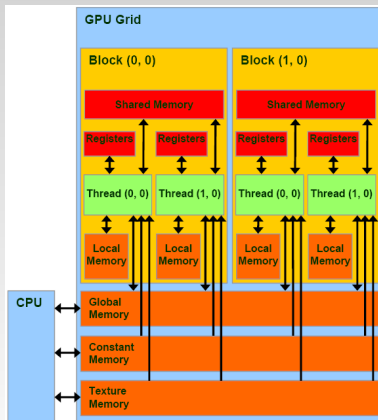 GPU Grid
Block (0, 0)
Block (1, 0)
Shared Memory
Shared Memory
Registers
Registers
Registers
Registers
Thread (0, 0)
Thread (1, 0)
Thread (0, 0)
Thread (1, 0)
Local
Memory
Local
Memory
Local
Memory
Local
Memory
CPU
Global
Memory
Constant
Memory
Texture
Memory